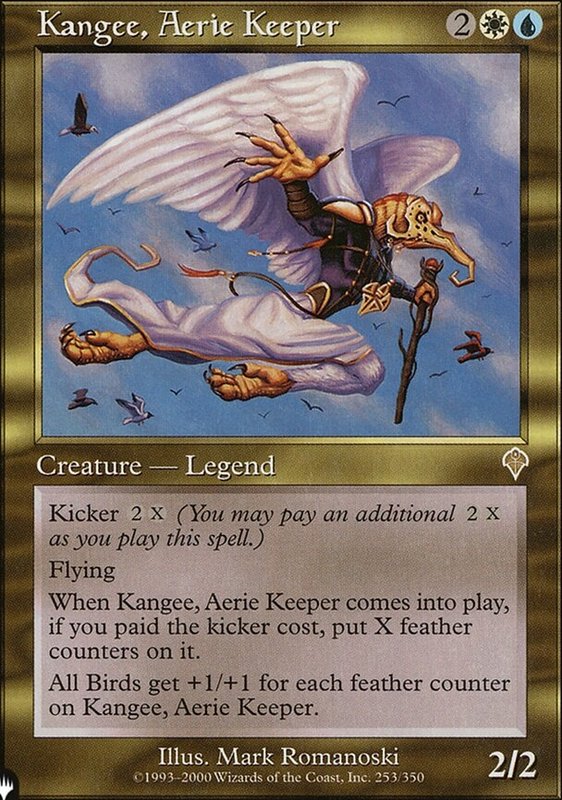 Kangee, Aerie Keeper 2
Creature — Legend
Kicker 2 X (You may pay an additional 2 X
as you play this spell.)
Flying
When Kangee, Aerie Keeper comes into play,
if you paid the kicker cost, put X feather
counters on it.
All Birds get +1/+1 for each feather counter
on Kangee, Aerie Keeper.
Illus. Mark Romanoski
©1993–2000 Wizards of the Coast, Inc. 253/350
2/2